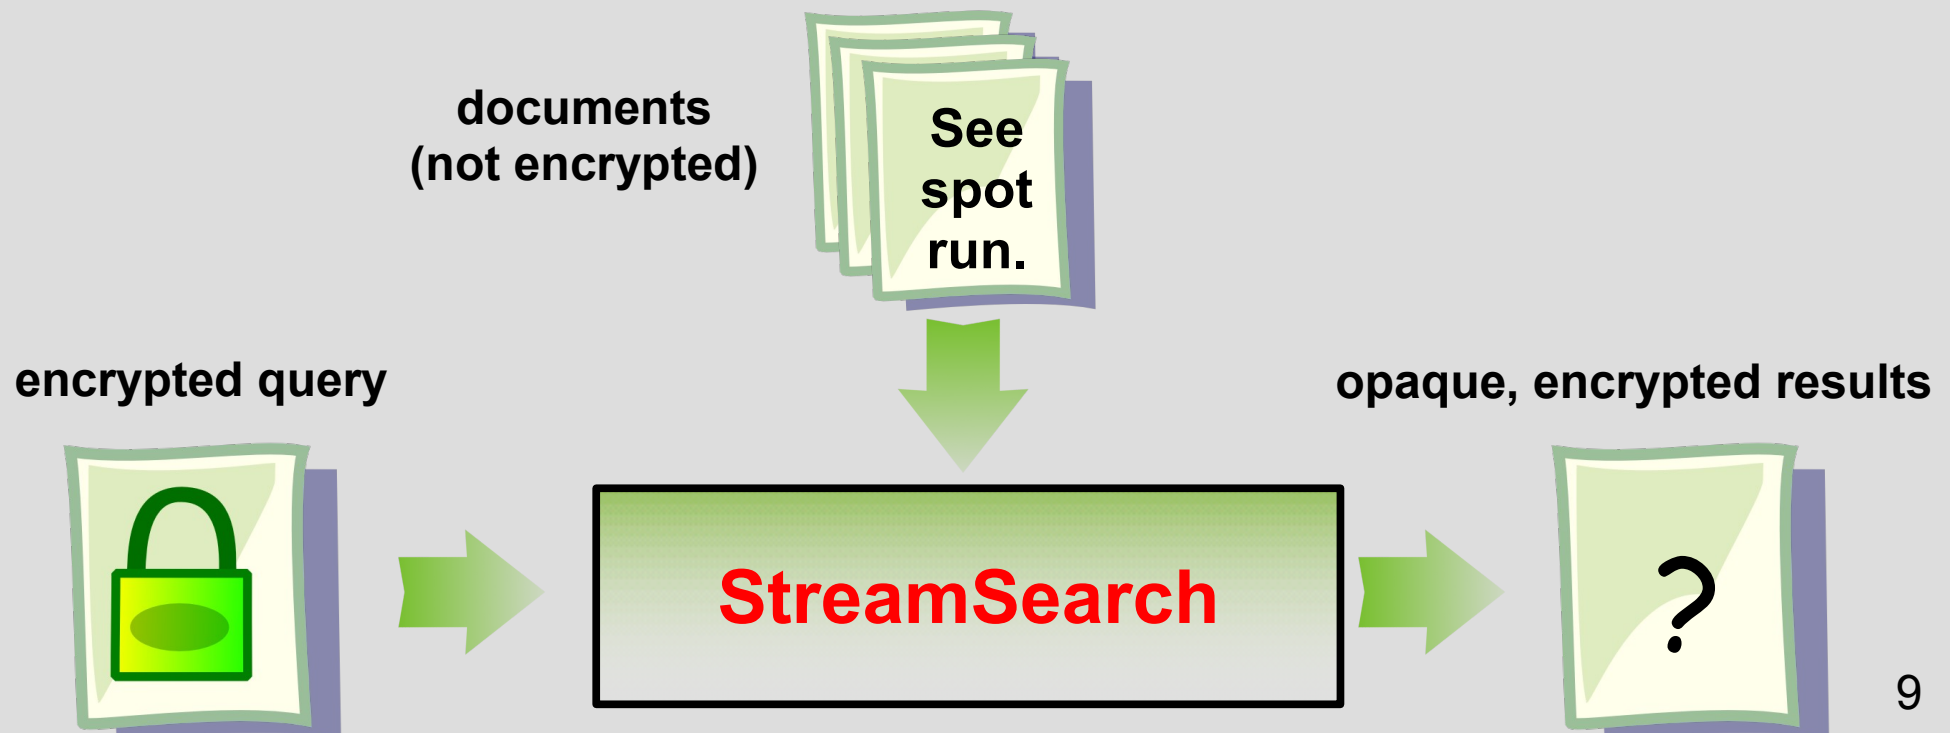 documents
(not encrypted)
See
spot
run.
encrypted query
opaque, encrypted results
StreamSearch
?
9